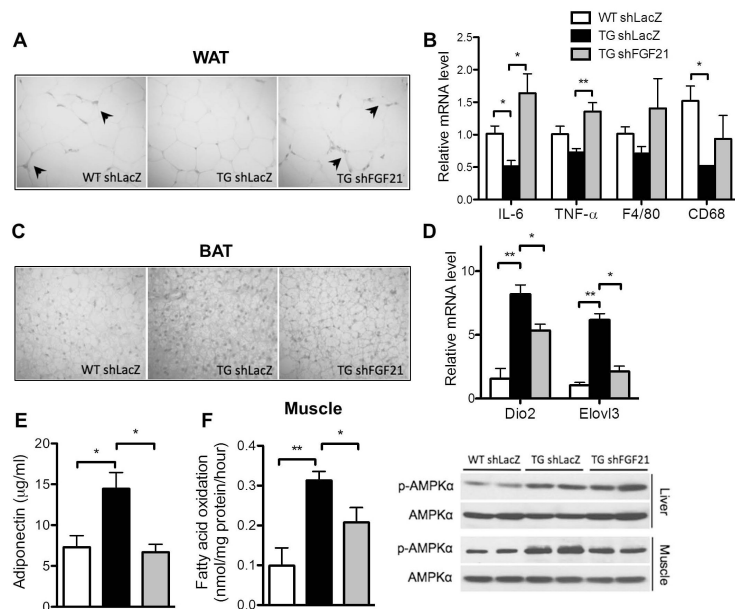 A
WAT
WT shLacZ
TG shLacZ
TG shFGF21
B
WT shLacZ
TG shLacZ
TG shFGF21
Relative mRNA level
2.5
2.0
1.5
1.0
0.5
0.0
*
*
**
*
IL-6
TNF-α
F4/80
CD68
C
BAT
WT shLacZ
TG shLacZ
TG shFGF21
D
Relative mRNA level
10
5
0
**
*
**
*
Dio2
Elovl3
E
Adiponectin (µg/ml)
20
15
10
5
0
*
*
F
Muscle
Fatty acid oxidation
(nmol/mg protein/hour)
0.4
0.3
0.2
0.1
0.0
**
*
WT shLacZ TG shLacZ TG shFGF21
p-AMPKα
AMPKα
Liver
p-AMPKα
AMPKα
Muscle